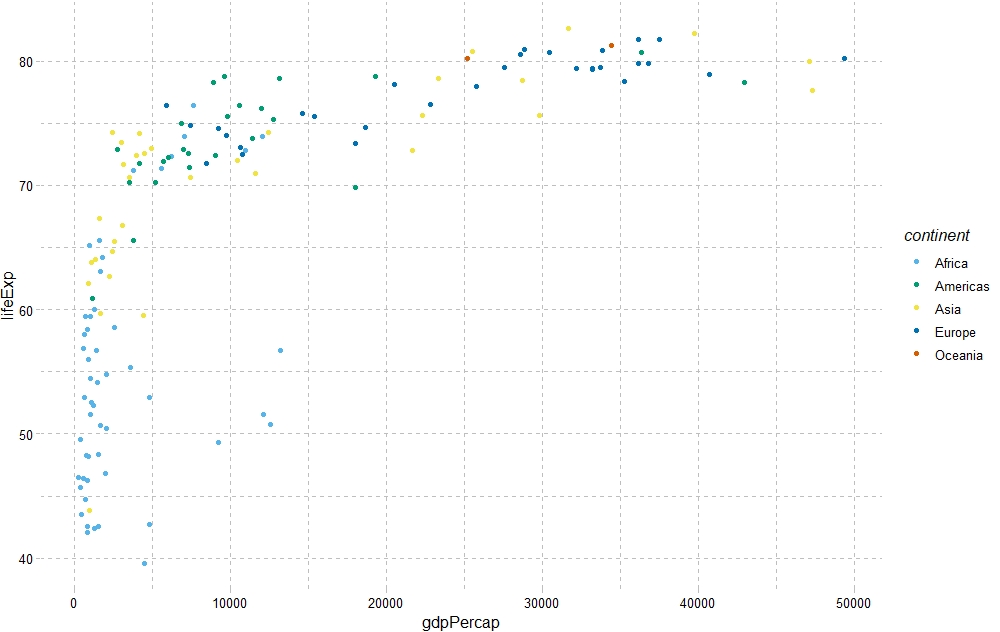 lifeExp
80
70
60
50
40
0
10000
20000
30000
40000
50000
gdpPercap
continent
Africa
Americas
Asia
Europe
Oceania